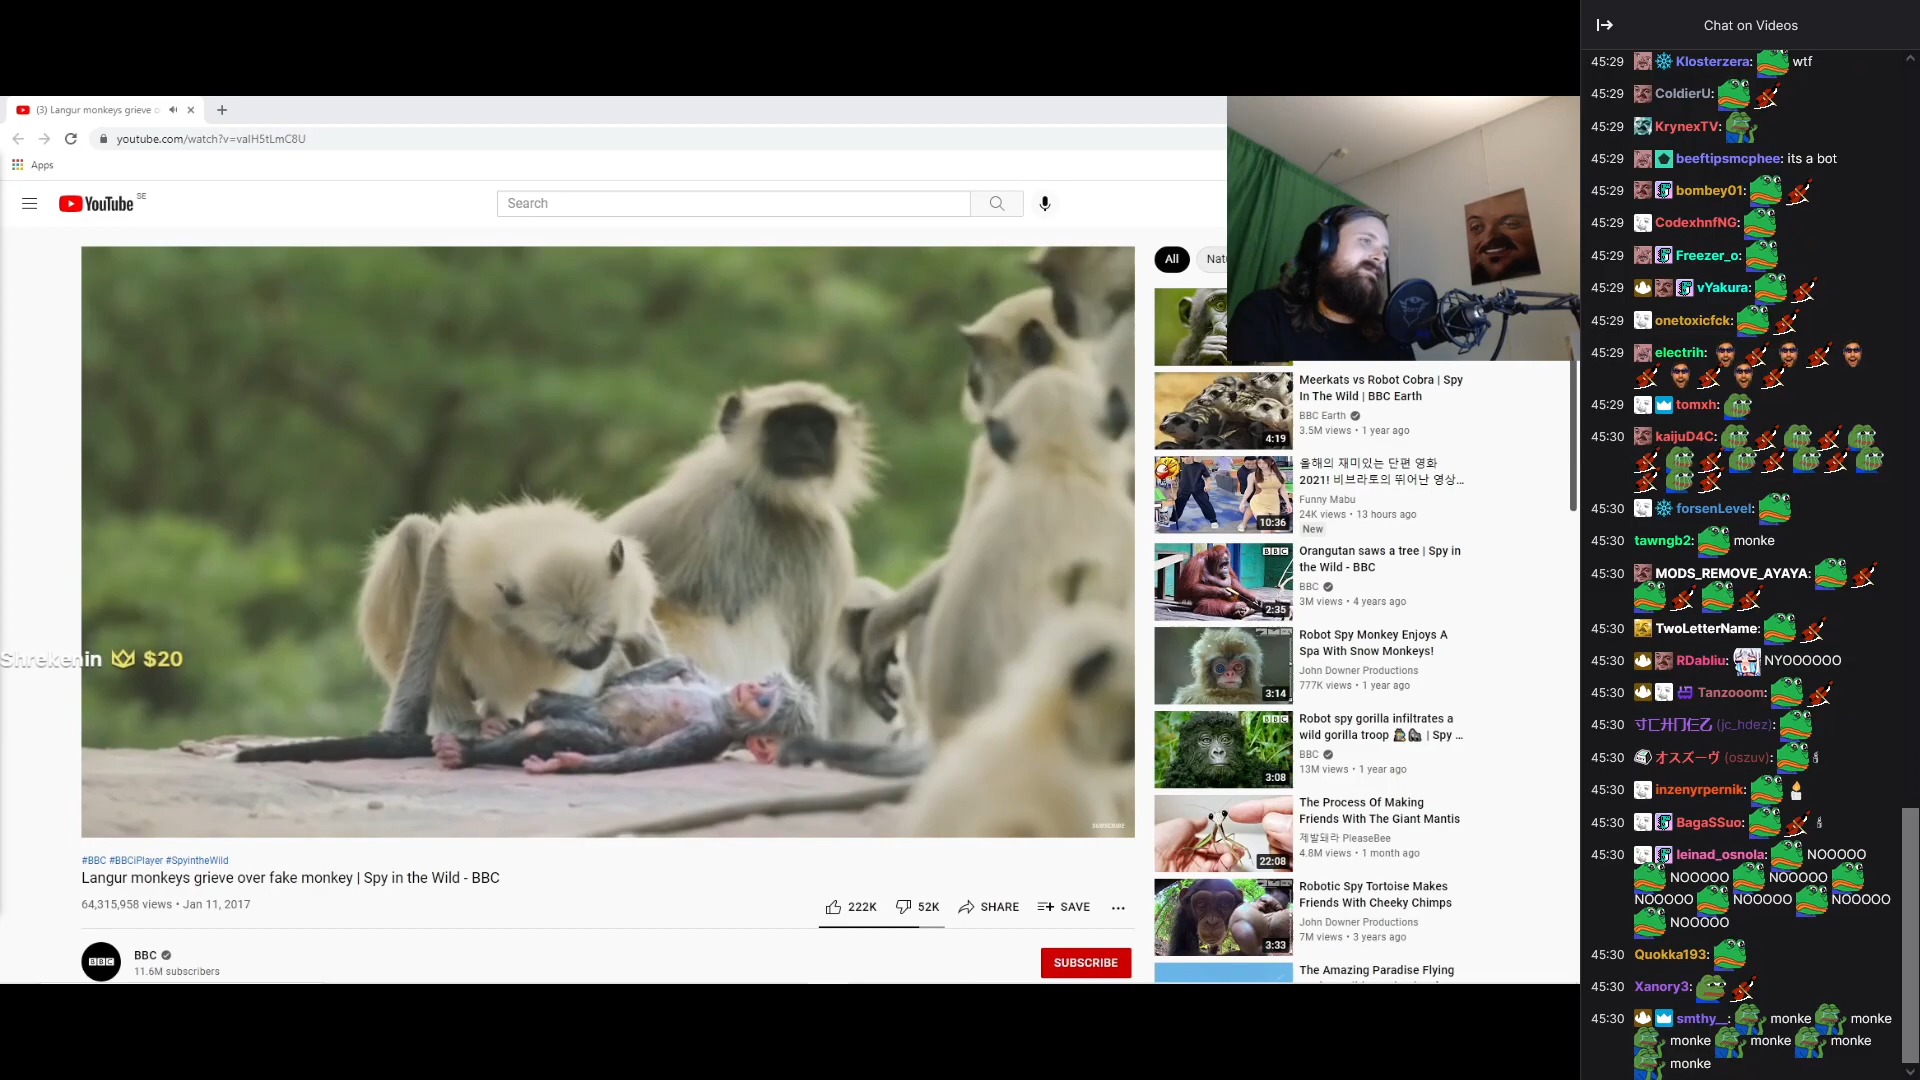 (3) Langur monkeys grieve o
youtube.com/watch?v=vaIH5tLmC8U
Apps
YouTube SE
Search
Shrekenin $20
SUBSCRIBE
#BBC #BBCiPlayer #SpyintheWild
Langur monkeys grieve over fake monkey | Spy in the Wild - BBC
64,315,958 views • Jan 11, 2017
222K 52K SHARE SAVE
BBC
BBC
11.6M subscribers
SUBSCRIBE
All Natu
Meerkats vs Robot Cobra | Spy
In The Wild | BBC Earth
BBC Earth
3.5M views • 1 year ago
4:19
올해의 재미있는 단편 영화
2021! 비브라토의 뛰어난 영상...
Funny Mabu
24K views • 13 hours ago
New
10:36
BBC
Orangutan saws a tree | Spy in
the Wild - BBC
BBC
3M views • 4 years ago
2:35
Robot Spy Monkey Enjoys A
Spa With Snow Monkeys!
John Downer Productions
777K views • 1 year ago
3:14
BBC
Robot spy gorilla infiltrates a
wild gorilla troop | Spy ...
BBC
13M views • 1 year ago
3:08
The Process Of Making
Friends With The Giant Mantis
제발돼라 PleaseBee
4.8M views • 1 month ago
22:08
Robotic Spy Tortoise Makes
Friends With Cheeky Chimps
John Downer Productions
7M views • 3 years ago
3:33
The Amazing Paradise Flying
Chat on Videos
45:29 Klosterzera: wtf
45:29 ColdierU:
45:29 KrynexTV:
45:29 beeftipsmcphee: its a bot
45:29 bombey01:
45:29 CodexhnfNG:
45:29 Freezer_o:
45:29 vYakura:
45:29 onetoxicfck:
45:29 electrih:
45:29 tomxh:
45:30 kaijuD4C:
45:30 forsenLevel:
45:30 tawngb2: monke
45:30 MODS_REMOVE_AYAYA:
45:30 TwoLetterName:
45:30 RDabliu: NYOOOOOO
45:30 Tanzooom:
45:30 (jc_hdez):
45:30 オスズーヴ (oszuv):
45:30 inzenyrpernik:
45:30 BagaSSuo:
45:30 leinad_osnola: NOOOOO
NOOOOO NOOOOO
NOOOOO NOOOOO NOOOOO
NOOOOO
45:30 Quokka193:
45:30 Xanory3:
45:30 smthy__: monke monke
monke monke monke
monke